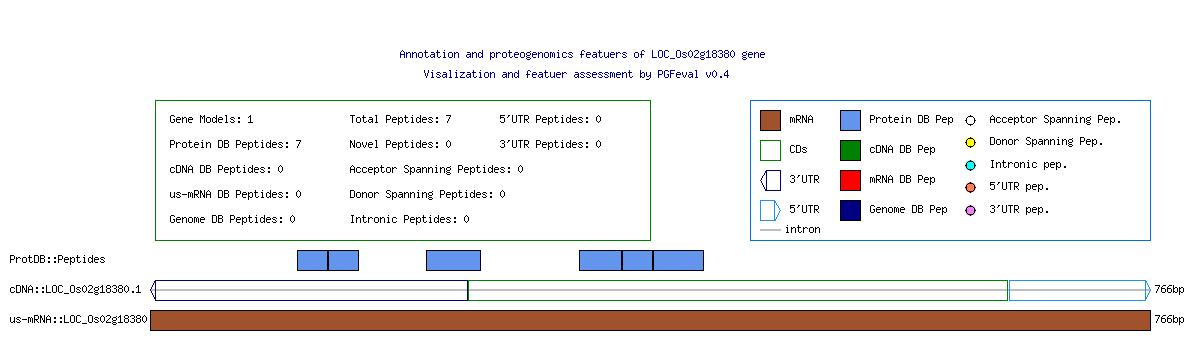 Annotation and proteogenomics featuers of LOC_Os02g18380 gene
Visalization and featuer assessment by PGFeval v0.4
Gene Models: 1
Total Peptides: 7
5'UTR Peptides: 0
Protein DB Peptides: 7
Novel Peptides: 0
3'UTR Peptides: 0
cDNA DB Peptides: 0
Acceptor Spanning Peptides: 0
us-mRNA DB Peptides: 0
Donor Spanning Peptides: 0
Genome DB Peptides: 0
Intronic Peptides: 0
mRNA
Protein DB Pep
Acceptor Spanning Pep.
CDs
cDNA DB Pep
Donor Spanning Pep.
3'UTR
mRNA DB Pep
Intronic pep.
5'UTR
Genome DB Pep
5'UTR pep.
3'UTR pep.
intron
ProtDB::Peptides
cDNA::LOC_Os02g18380.1
766bp
us-mRNA::LOC_Os02g18380
766bp